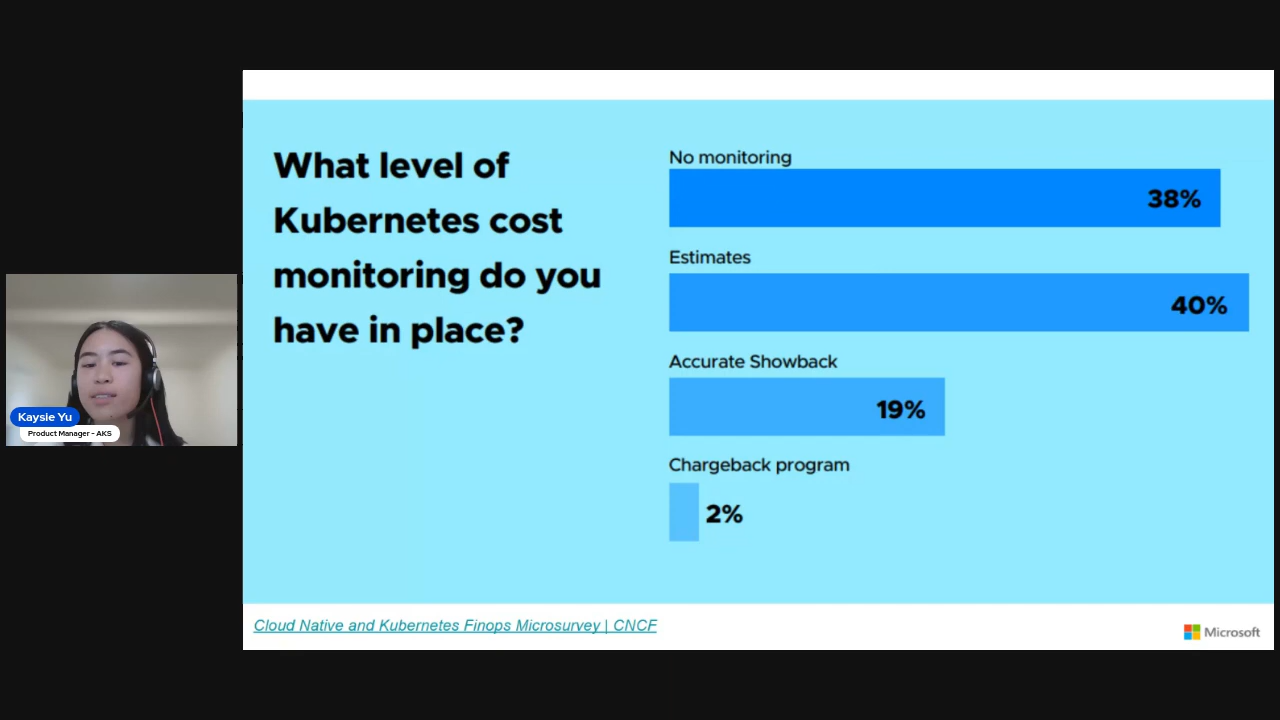 What level of
Kubernetes cost
monitoring do you
have in place?
No monitoring
38%
Estimates
40%
Accurate Showback
19%
Chargeback program
2%
Kaysie Yu
Product Manager - AKS
Cloud Native and Kubernetes Finops Microsurvey | CNCF
Microsoft